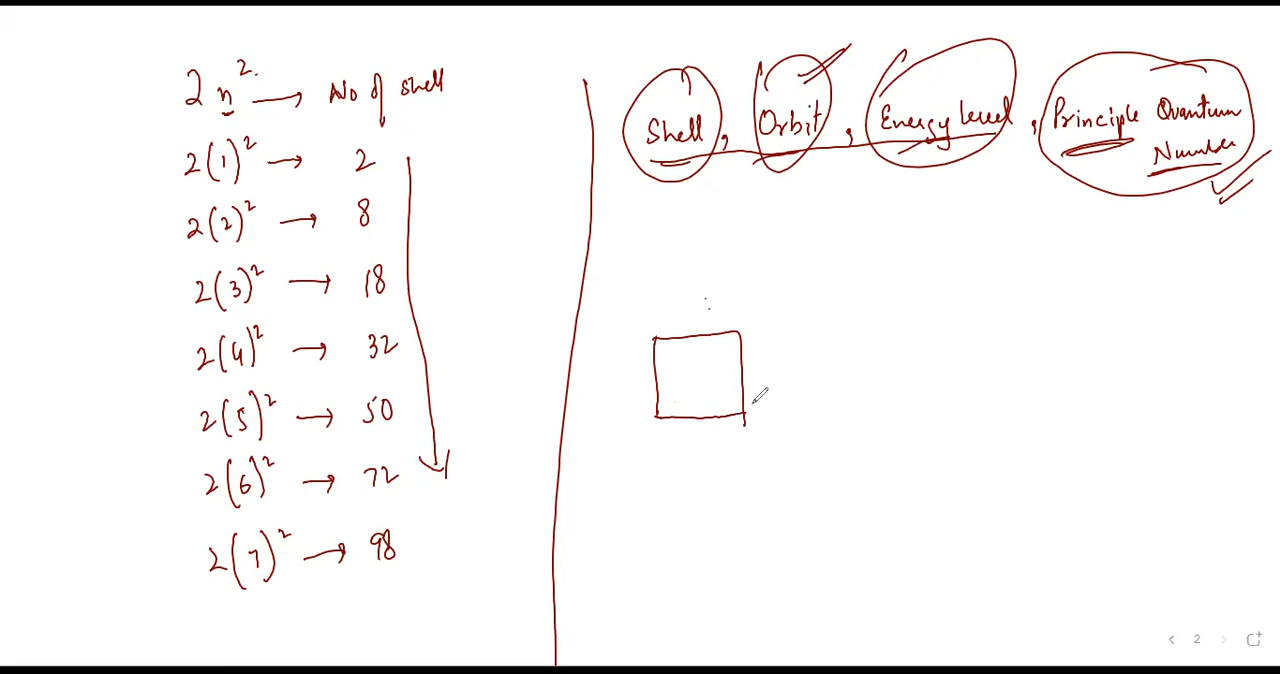 2n² → No of shell
2(1)² → 2
2(2)² → 8
2(3)² → 18
2(4)² → 32
2(5)² → 50
2(6)² → 72
2(7)² → 98
Shell, Orbit, Energy level, Principle Quantum
Number
2